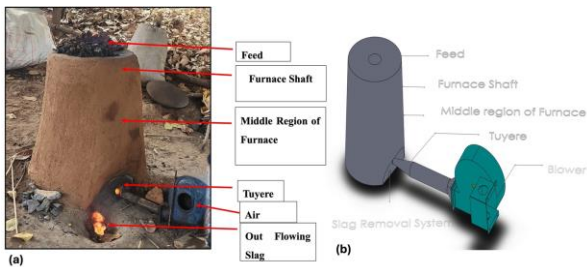 Feed
Furnace Shaft
Middle Region of
Furnace
Tuyere
Air
Out Flowing
Slag
(a)
Feed
Furnace Shaft
Middle region of Furnace
Tuyere
Blower
Slag Removal System
(b)